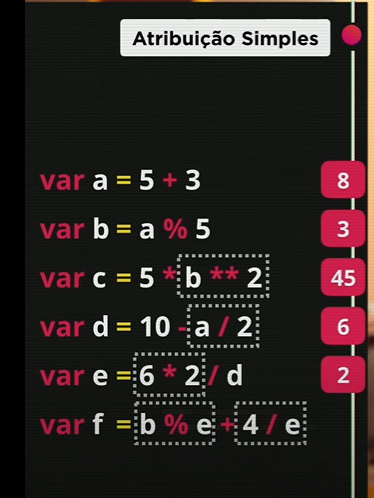 Atribuição Simples
var a = 5 + 3 8
var b = a % 5 3
var c = 5 * b ** 2 45
var d = 10 - a / 2 6
var e = 6 * 2 / d 2
var f = b % e + 4 / e